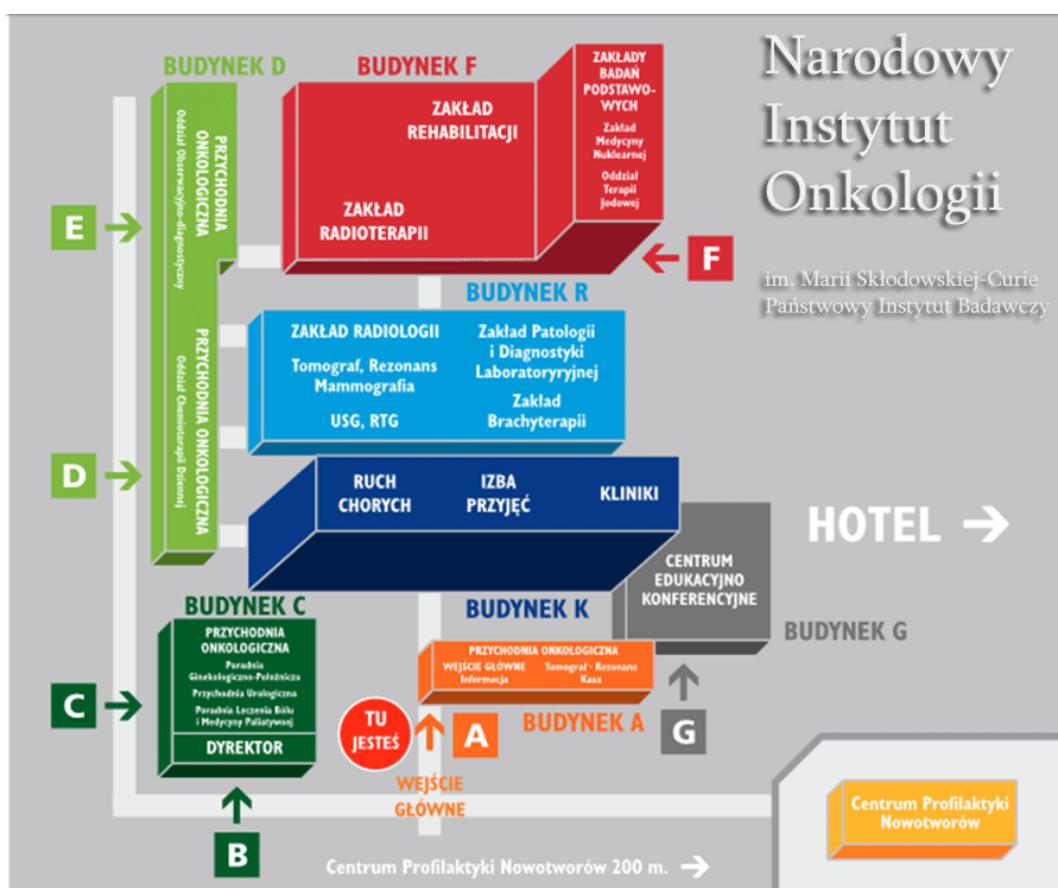 Narodowy
Instytut
Onkologii
im. Marii Skłodowskiej-Curie
Państwowy Instytut Badawczy
BUDYNEK D
PRZYCHODNIA
ONKOLOGICZNA
Oddział Obserwacyjno-diagnostyczny
PRZYCHODNIA ONKOLOGICZNA
Oddział Chemioterapii Dziennej
E
D
BUDYNEK F
ZAKŁAD
REHABILITACJI
ZAKŁAD
RADIOTERAPII
ZAKŁADY
BADAŃ
PODSTAWO-
WYCH
Zakład
Medycyny
Nuklearnej
Oddział
Terapii
Jodowej
F
BUDYNEK R
ZAKŁAD RADIOLOGII
Tomograf, Rezonans
Mammografia
USG, RTG
Zakład Patologii
i Diagnostyki
Laboratoryryjnej
Zakład
Brachyterapii
RUCH
CHORYCH
IZBA
PRZYJĘĆ
KLINIKI
BUDYNEK K
HOTEL →
CENTRUM
EDUKACYJNO
KONFERENCYJNE
BUDYNEK G
G
BUDYNEK C
PRZYCHODNIA
ONKOLOGICZNA
Poradnia
Ginekologiczno-Położnicza
Przychodnia Urologiczna
Poradnia Leczenia Bólu
i Medycyny Paliatywnej
DYREKTOR
C
B
PRZYCHODNIA ONKOLOGICZNA
WEJŚCIE GŁÓWNE
Informacja
Tomograf - Rezonans
Kasa
BUDYNEK A
TU
JESTEŚ
A
WEJŚCIE
GŁÓWNE
Centrum Profilaktyki
Nowotworów
Centrum Profilaktyki Nowotworów 200 m. →